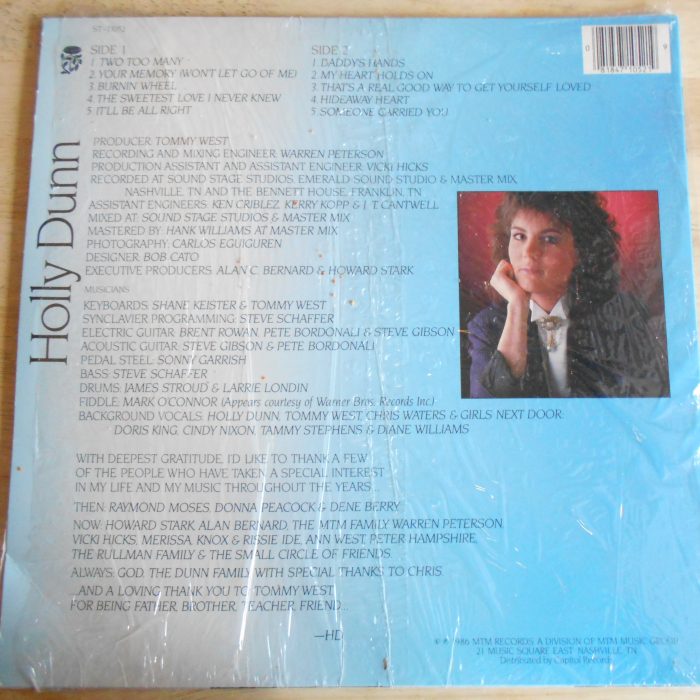 ST-71052
SIDE 1
1. TWO TOO MANY
2. YOUR MEMORY (WON'T LET GO OF ME)
3. BURNIN' WHEEL
4. THE SWEETEST LOVE I NEVER KNEW
5. IT'LL BE ALL RIGHT
SIDE 2
1. DADDY'S HANDS
2. MY HEART HOLDS ON
3. THAT'S A REAL GOOD WAY TO GET YOURSELF LOVED
4. HIDEAWAY HEART
5. SOMEONE CARRIED YOU
0 81847 10521 9
Holly Dunn
PRODUCER: TOMMY WEST
RECORDING AND MIXING ENGINEER: WARREN PETERSON
PRODUCTION ASSISTANT AND ASSISTANT ENGINEER: VICKI HICKS
RECORDED AT SOUND STAGE STUDIOS, EMERALD SOUND STUDIO & MASTER MIX,
NASHVILLE, TN AND THE BENNETT HOUSE, FRANKLIN, TN
ASSISTANT ENGINEERS: KEN CRIBLEZ, KERRY KOPP & J. T. CANTWELL
MIXED AT: SOUND STAGE STUDIOS & MASTER MIX
MASTERED BY: HANK WILLIAMS AT MASTER MIX
PHOTOGRAPHY: CARLOS EGUIGUREN
DESIGNER: BOB CATO
EXECUTIVE PRODUCERS: ALAN C. BERNARD & HOWARD STARK
MUSICIANS
KEYBOARDS: SHANE KEISTER & TOMMY WEST
SYNCLAVIER PROGRAMMING: STEVE SCHAFFER
ELECTRIC GUITAR: BRENT ROWAN, PETE BORDONALI & STEVE GIBSON
ACOUSTIC GUITAR: STEVE GIBSON & PETE BORDONALI
PEDAL STEEL: SONNY GARRISH
BASS: STEVE SCHAFFER
DRUMS: JAMES STROUD & LARRIE LONDIN
FIDDLE: MARK O'CONNOR (Appears courtesy of Warner Bros. Records Inc.)
BACKGROUND VOCALS: HOLLY DUNN, TOMMY WEST, CHRIS WATERS & GIRLS NEXT DOOR:
DORIS KING, CINDY NIXON, TAMMY STEPHENS & DIANE WILLIAMS
WITH DEEPEST GRATITUDE, I'D LIKE TO THANK A FEW
OF THE PEOPLE WHO HAVE TAKEN A SPECIAL INTEREST
IN MY LIFE AND MY MUSIC THROUGHOUT THE YEARS...
THEN: RAYMOND MOSES, DONNA PEACOCK & DENE BERRY.
NOW: HOWARD STARK, ALAN BERNARD, THE MTM FAMILY, WARREN PETERSON,
VICKI HICKS, MERISSA, KNOX & RISSIE IDE, ANN WEST, PETER HAMPSHIRE,
THE RULLMAN FAMILY & THE SMALL CIRCLE OF FRIENDS.
ALWAYS: GOD, THE DUNN FAMILY, WITH SPECIAL THANKS TO CHRIS.
...AND A LOVING THANK YOU TO TOMMY WEST
FOR BEING FATHER, BROTHER, TEACHER, FRIEND...
—HD
© ℗ 1986 MTM RECORDS, A DIVISION OF MTM MUSIC GROUP
21 MUSIC SQUARE EAST, NASHVILLE, TN
Distributed by Capitol Records